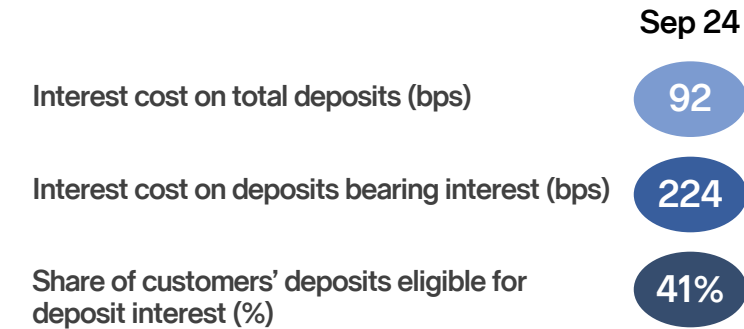 Sep 24
Interest cost on total deposits (bps)
92
Interest cost on deposits bearing interest (bps)
224
Share of customers’ deposits eligible for
deposit interest (%)
41%